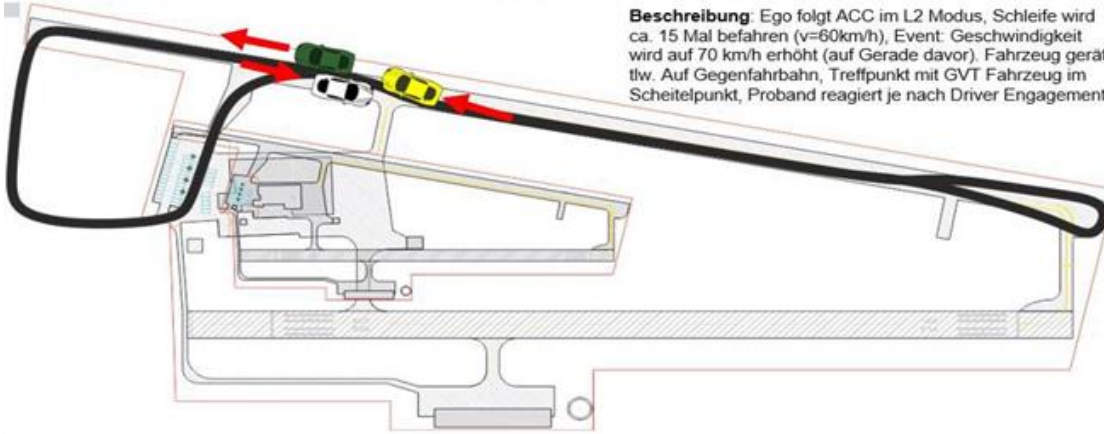 Beschreibung: Ego folgt ACC im L2 Modus, Schleife wird
ca. 15 Mal befahren (v=60km/h), Event: Geschwindigkeit
wird auf 70 km/h erhöht (auf Gerade davor). Fahrzeug gerät
tlw. Auf Gegenfahrbahn, Treffpunkt mit GVT Fahrzeug im
Scheitelpunkt, Proband reagiert je nach Driver Engagement